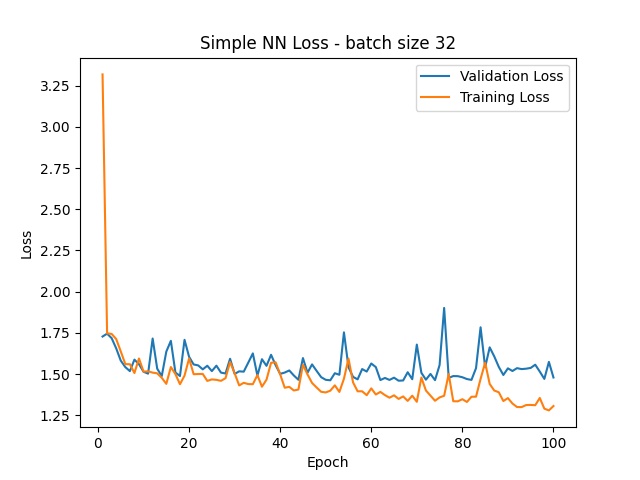 Simple NN Loss - batch size 32
Validation Loss
Training Loss
3.25
3.00
2.75
2.50
2.25
2.00
1.75
1.50
1.25
Loss
0 20 40 60 80 100
Epoch